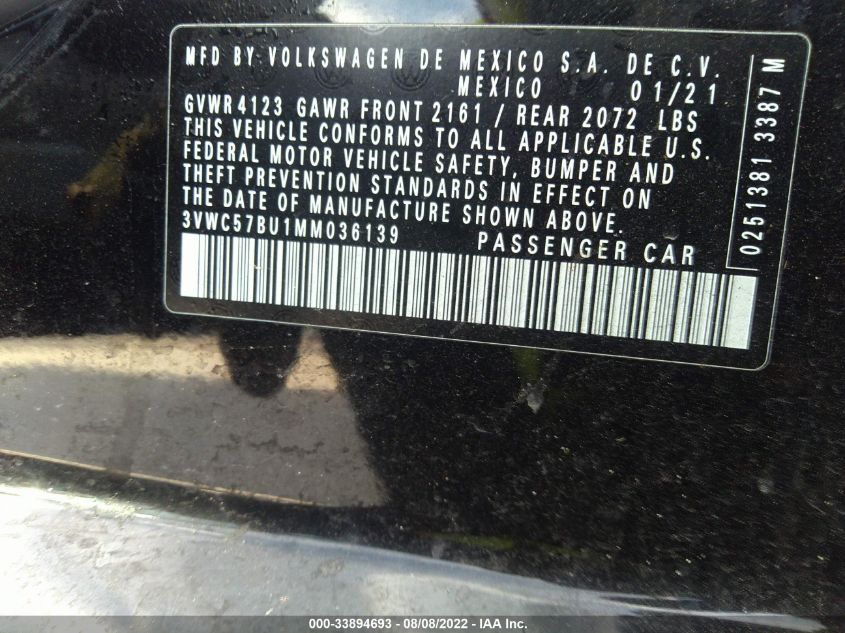 MFD BY VOLKSWAGEN DE MEXICO S.A. DE C.V.
MEXICO 01/21
GVWR 4123 GAWR FRONT 2161 / REAR 2072 LBS
THIS VEHICLE CONFORMS TO ALL APPLICABLE U.S.
FEDERAL MOTOR VEHICLE SAFETY, BUMPER AND
THEFT PREVENTION STANDARDS IN EFFECT ON
THE DATE OF MANUFACTURE SHOWN ABOVE.
3VWC57BU1MM036139 PASSENGER CAR
0251381 3387 M
000-33894693 - 08/08/2022 - IAA Inc.